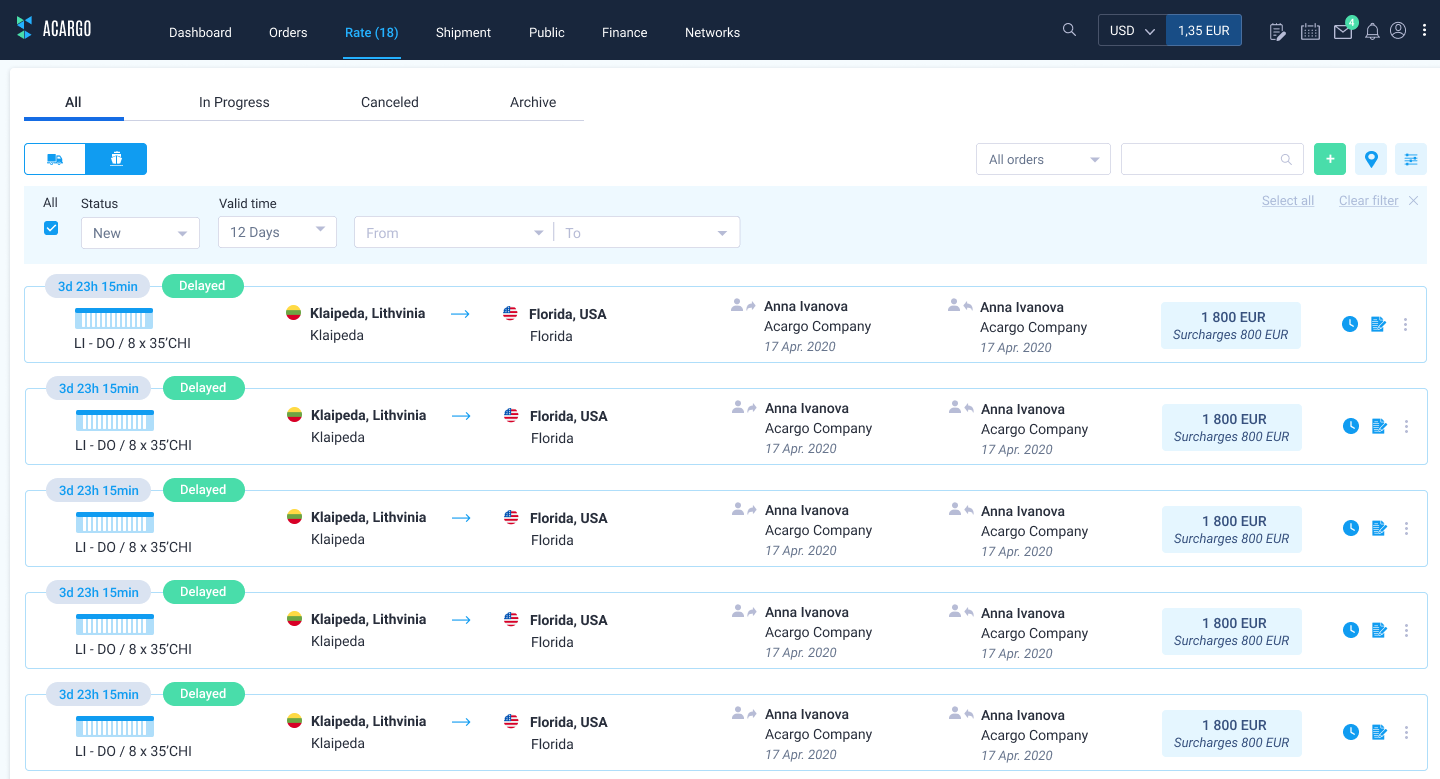 ACARGO
Dashboard
Orders
Rate (18)
Shipment
Public
Finance
Networks
USD
1,35 EUR
4
All
In Progress
Canceled
Archive
All orders
+
All
Status
Valid time
Select all
Clear filter
New
12 Days
From
To
3d 23h 15min
Delayed
LI - DO / 8 x 35’CHI
Klaipeda, Lithvinia
Klaipeda
Florida, USA
Florida
Anna Ivanova
Acargo Company
17 Apr. 2020
Anna Ivanova
Acargo Company
17 Apr. 2020
1 800 EUR
Surcharges 800 EUR
3d 23h 15min
Delayed
LI - DO / 8 x 35’CHI
Klaipeda, Lithvinia
Klaipeda
Florida, USA
Florida
Anna Ivanova
Acargo Company
17 Apr. 2020
Anna Ivanova
Acargo Company
17 Apr. 2020
1 800 EUR
Surcharges 800 EUR
3d 23h 15min
Delayed
LI - DO / 8 x 35’CHI
Klaipeda, Lithvinia
Klaipeda
Florida, USA
Florida
Anna Ivanova
Acargo Company
17 Apr. 2020
Anna Ivanova
Acargo Company
17 Apr. 2020
1 800 EUR
Surcharges 800 EUR
3d 23h 15min
Delayed
LI - DO / 8 x 35’CHI
Klaipeda, Lithvinia
Klaipeda
Florida, USA
Florida
Anna Ivanova
Acargo Company
17 Apr. 2020
Anna Ivanova
Acargo Company
17 Apr. 2020
1 800 EUR
Surcharges 800 EUR
3d 23h 15min
Delayed
LI - DO / 8 x 35’CHI
Klaipeda, Lithvinia
Klaipeda
Florida, USA
Florida
Anna Ivanova
Acargo Company
17 Apr. 2020
Anna Ivanova
Acargo Company
17 Apr. 2020
1 800 EUR
Surcharges 800 EUR